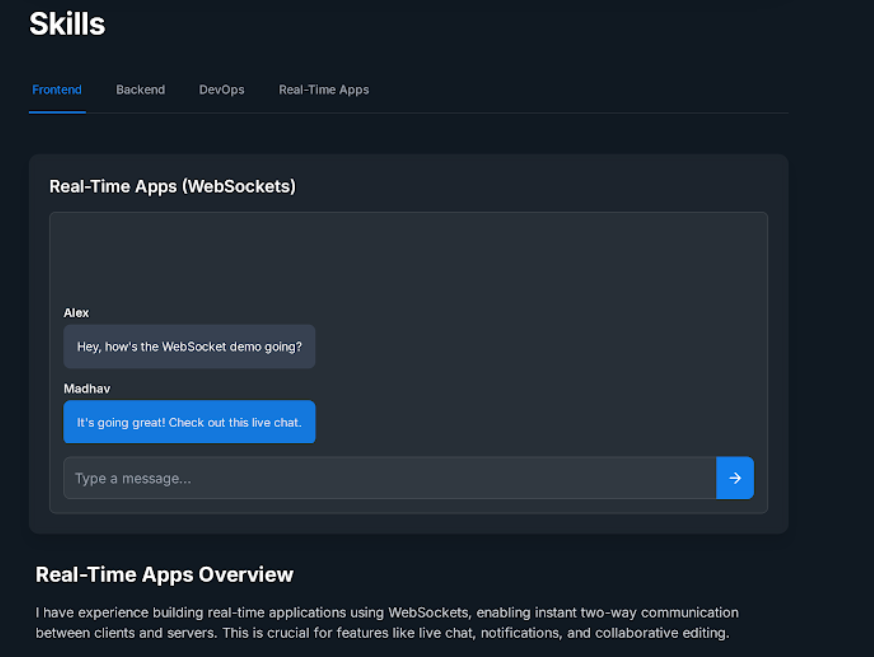 Skills
Frontend Backend DevOps Real-Time Apps
Real-Time Apps (WebSockets)
Alex
Hey, how's the WebSocket demo going?
Madhav
It's going great! Check out this live chat.
Type a message...
Real-Time Apps Overview
I have experience building real-time applications using WebSockets, enabling instant two-way communication
between clients and servers. This is crucial for features like live chat, notifications, and collaborative editing.